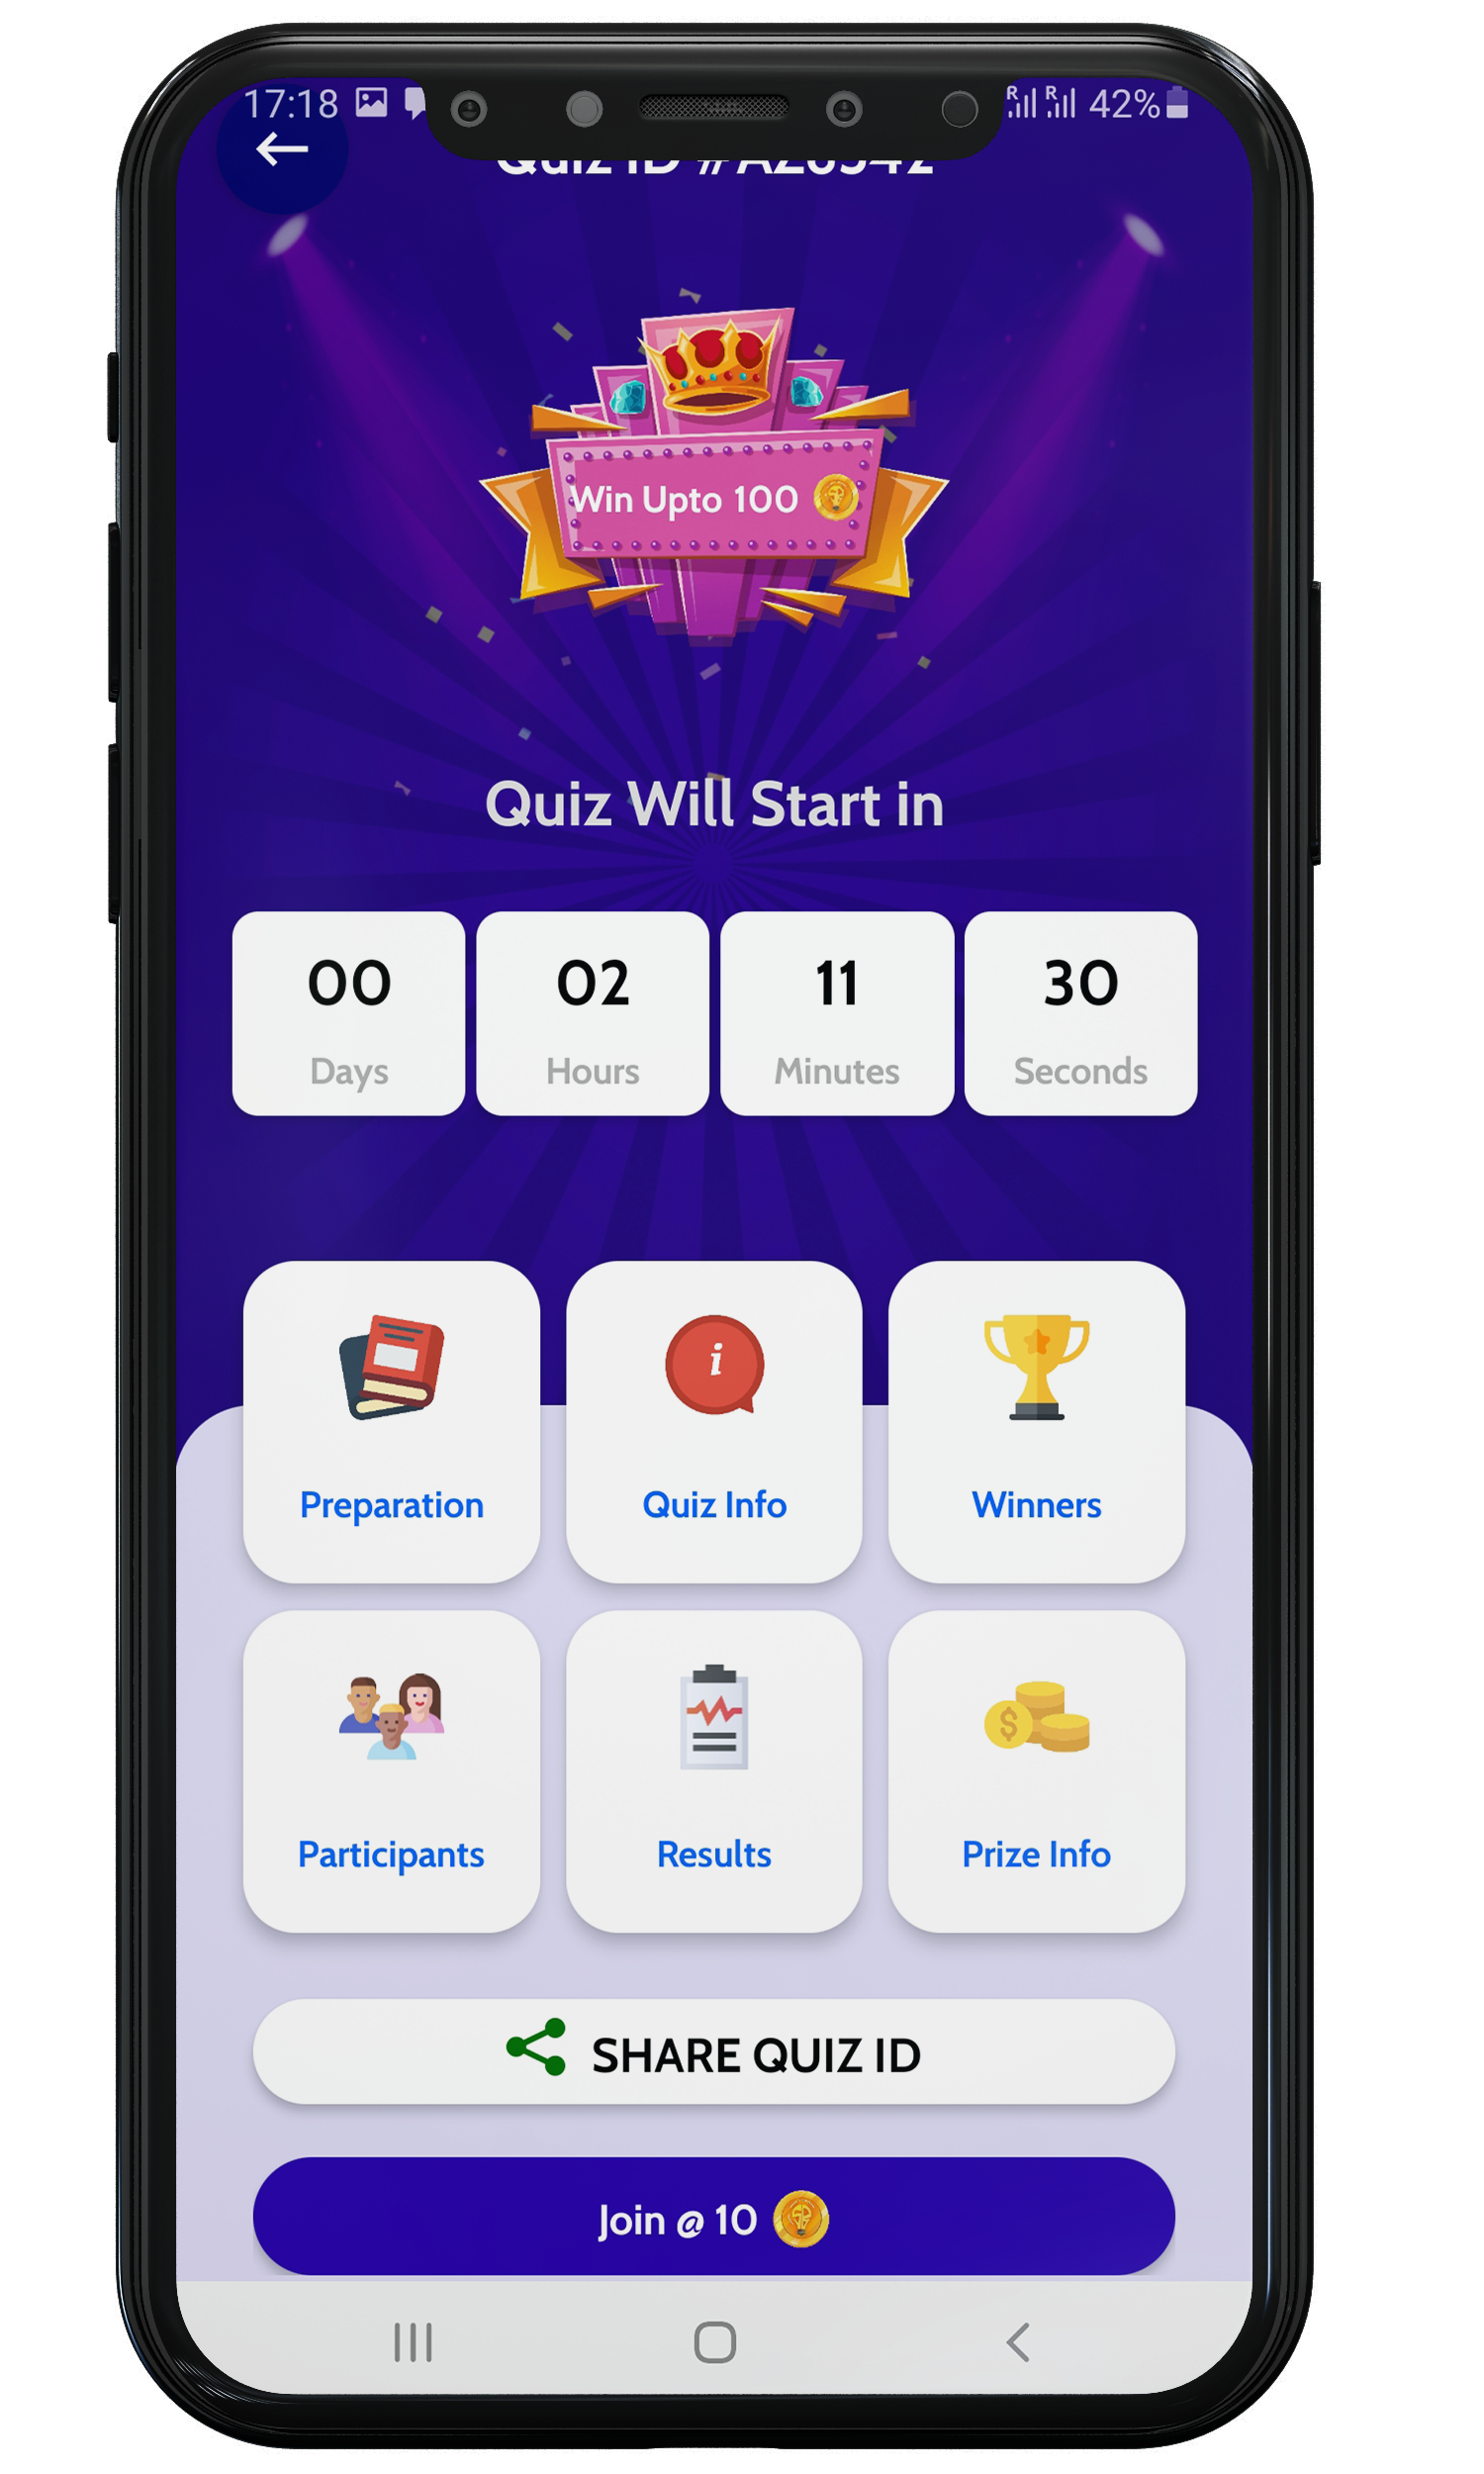 17:18
42%
Quiz ID
Win Upto 100
Quiz Will Start in
00 02 11 30
Days Hours Minutes Seconds
Preparation Quiz Info Winners
Participants Results Prize Info
SHARE QUIZ ID
Join @ 10